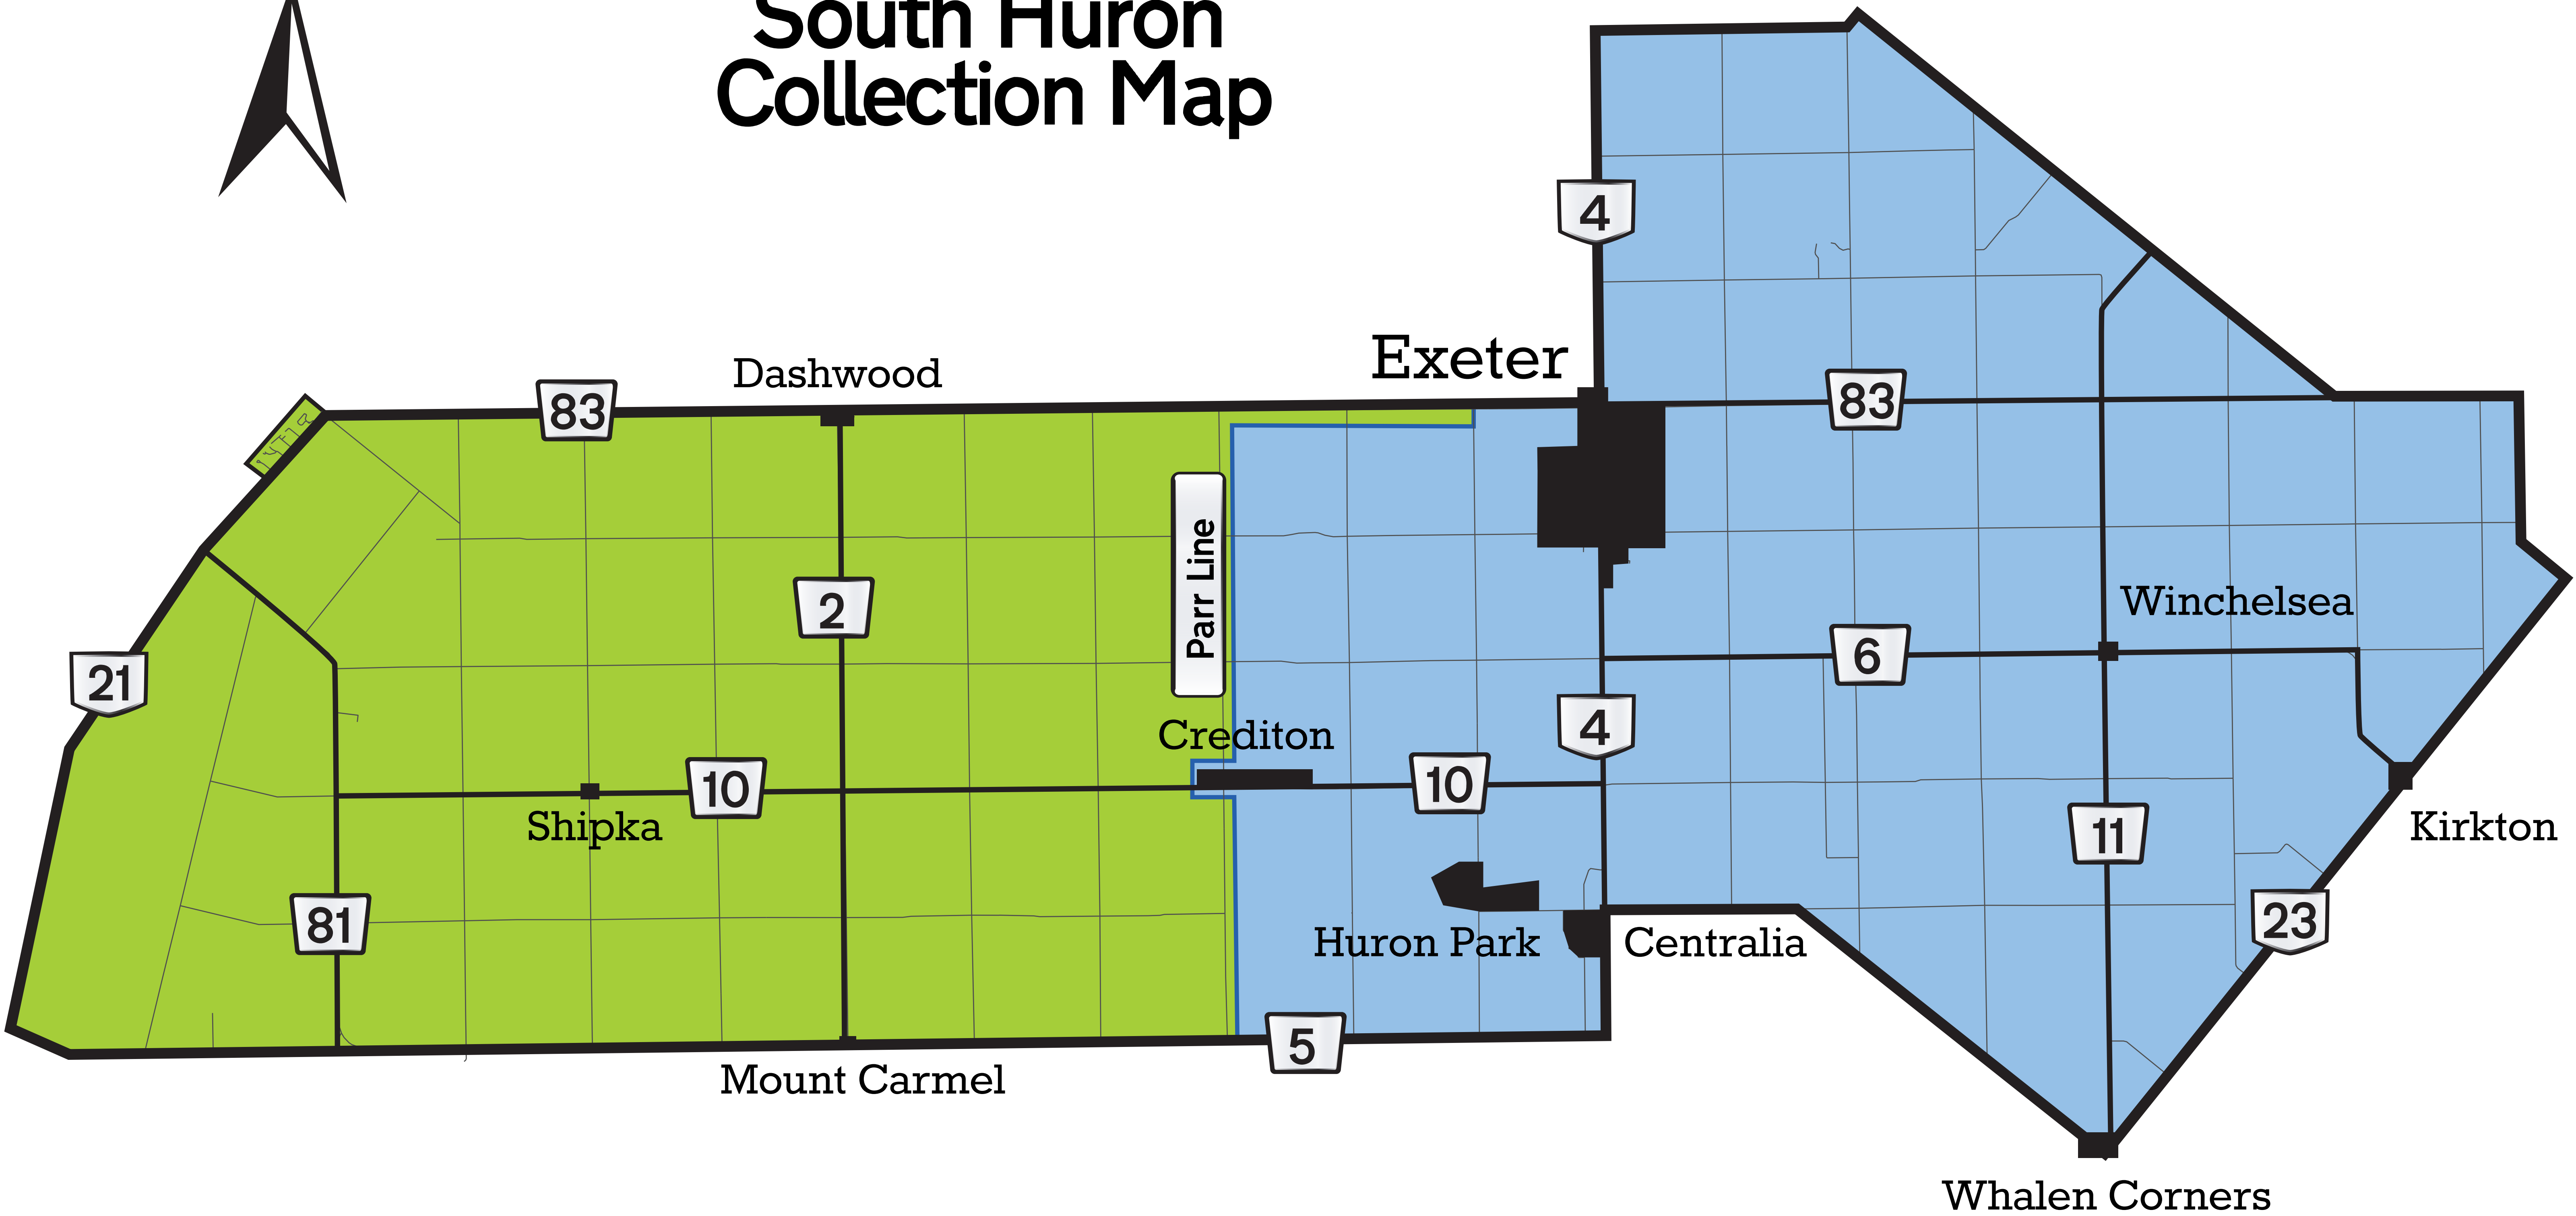 South Huron
Collection Map
4
Exeter
Dashwood
83
83
Parr Line
2
Winchelsea
6
21
4
Crediton
10
10
Shipka
11
Kirkton
81
23
Huron Park
Centralia
5
Mount Carmel
Whalen Corners